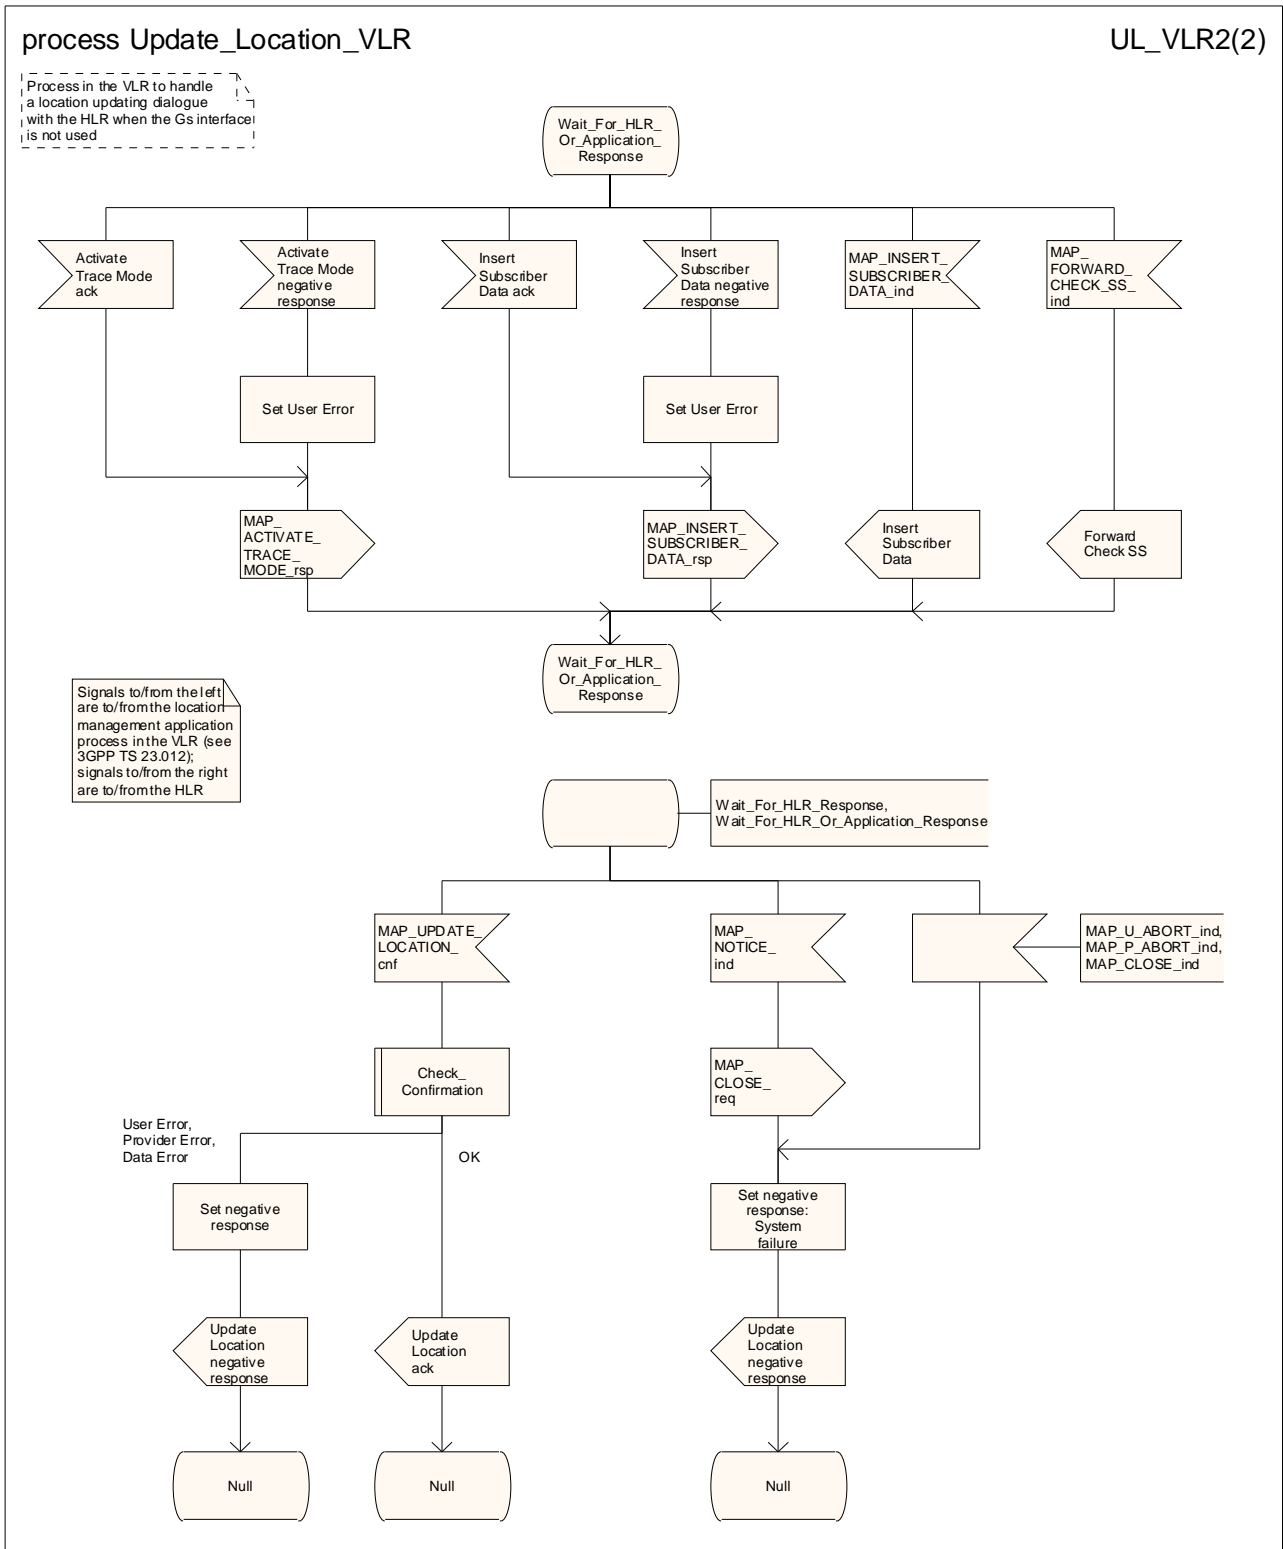 process Update_Location_VLR
UL_VLR2(2)
Process in the VLR to handle
a location updating dialogue
with the HLR when the Gs interface
is not used
Wait_For_HLR_
Or_Application_
Response
Activate
Trace Mode
ack
Activate
Trace Mode
negative
response
Insert
Subscriber
Data ack
Insert
Subscriber
Data negative
response
MAP_INSERT_
SUBSCRIBER_
DATA_ind
MAP_
FORWARD_
CHECK_SS_
ind
Set User Error
Set User Error
MAP_
ACTIVATE_
TRACE_
MODE_rsp
MAP_INSERT_
SUBSCRIBER_
DATA_rsp
Insert
Subscriber
Data
Forward
Check SS
Wait_For_HLR_
Or_Application_
Response
Signals to/from the left
are to/from the location
management application
process in the VLR (see
3GPP TS 23.012);
signals to/from the right
are to/from the HLR
Wait_For_HLR_Response,
Wait_For_HLR_Or_Application_Response
MAP_UPDATE_
LOCATION_
cnf
MAP_
NOTICE_
ind
MAP_U_ABORT_ind,
MAP_P_ABORT_ind,
MAP_CLOSE_ind
Check_
Confirmation
MAP_
CLOSE_
req
User Error,
Provider Error,
Data Error
OK
Set negative
response
Set negative
response:
System
failure
Update
Location
negative
response
Update
Location
ack
Update
Location
negative
response
Null
Null
Null